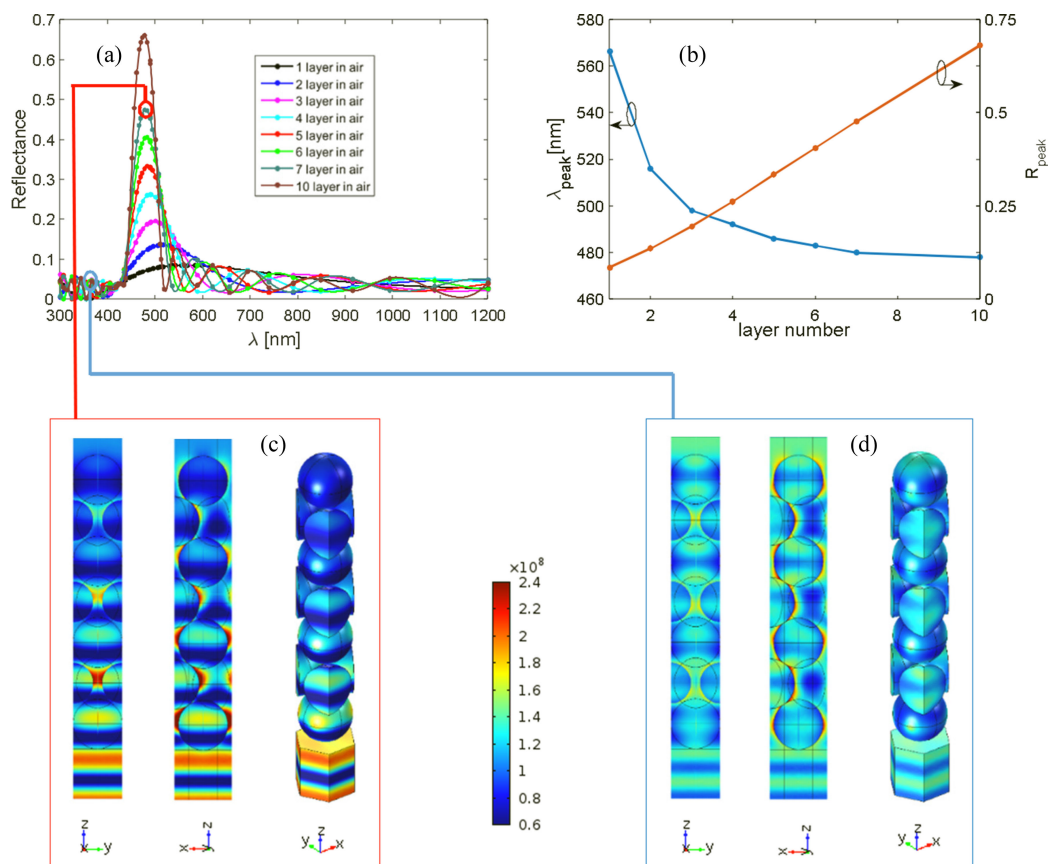 (a)
0.7
0.6
0.5
0.4
0.3
0.2
0.1
0
Reflectance
1 layer in air
2 layer in air
3 layer in air
4 layer in air
5 layer in air
6 layer in air
7 layer in air
10 layer in air
300 400 500 600 700 800 900 1000 1100 1200
λ [nm]
(b)
580
560
540
520
500
480
460
λpeak [nm]
0.75
0.5
0.25
0
Rpeak
2 4 6 8 10
layer number
(c)
z
x y
z
x y
z
y x
×10⁸
2.4
2.2
2
1.8
1.6
1.4
1.2
1
0.8
0.6
(d)
z
x y
z
x y
z
y x